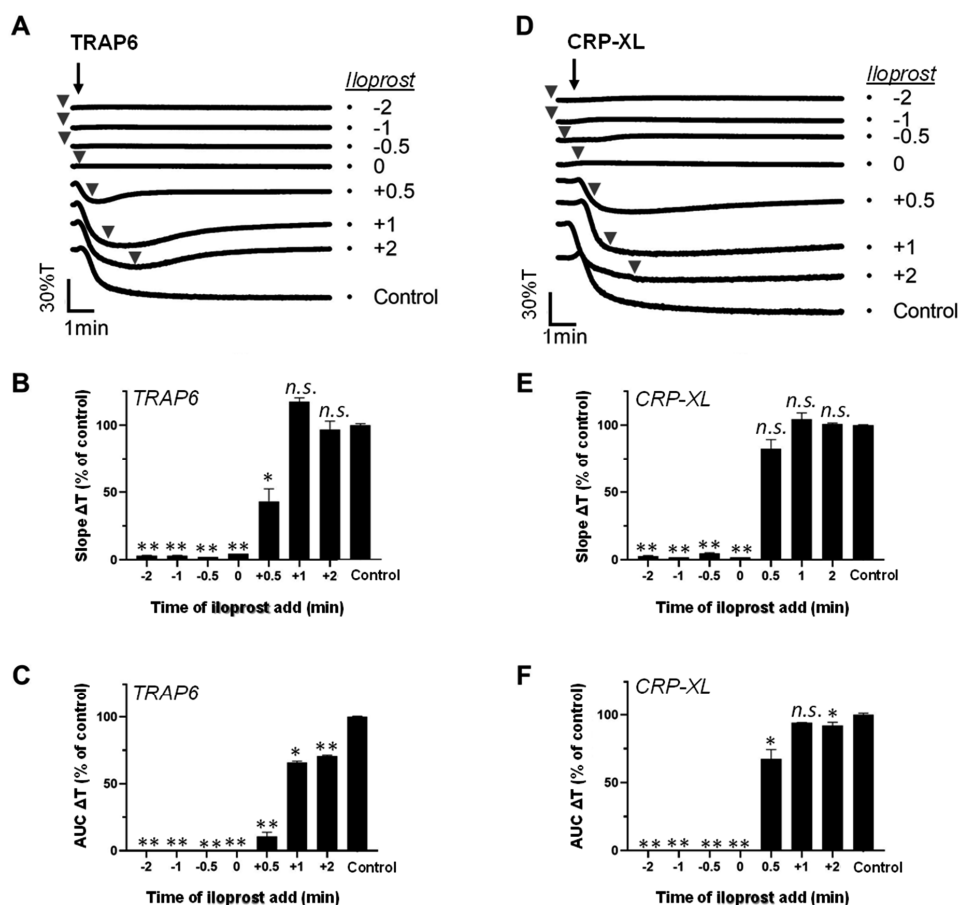 A
TRAP6
Iloprost
• -2
• -1
• -0.5
• 0
• +0.5
• +1
• +2
• Control
30%T
1min
D
CRP-XL
Iloprost
• -2
• -1
• -0.5
• 0
• +0.5
• +1
• +2
• Control
30%T
1min
B
TRAP6
Slope ΔT (% of control)
100
50
0
** ** ** ** * n.s. n.s.
-2 -1 -0.5 0 +0.5 +1 +2 Control
Time of iloprost add (min)
E
CRP-XL
Slope ΔT (% of control)
100
50
0
** ** ** ** n.s. n.s. n.s.
-2 -1 -0.5 0 0.5 1 2 Control
Time of iloprost add (min)
C
TRAP6
AUC ΔT (% of control)
100
50
0
** ** ** ** ** * **
-2 -1 -0.5 0 +0.5 +1 +2 Control
Time of iloprost add (min)
F
CRP-XL
AUC ΔT (% of control)
100
50
0
** ** ** ** * n.s. *
-2 -1 -0.5 0 0.5 +1 +2 Control
Time of iloprost add (min)